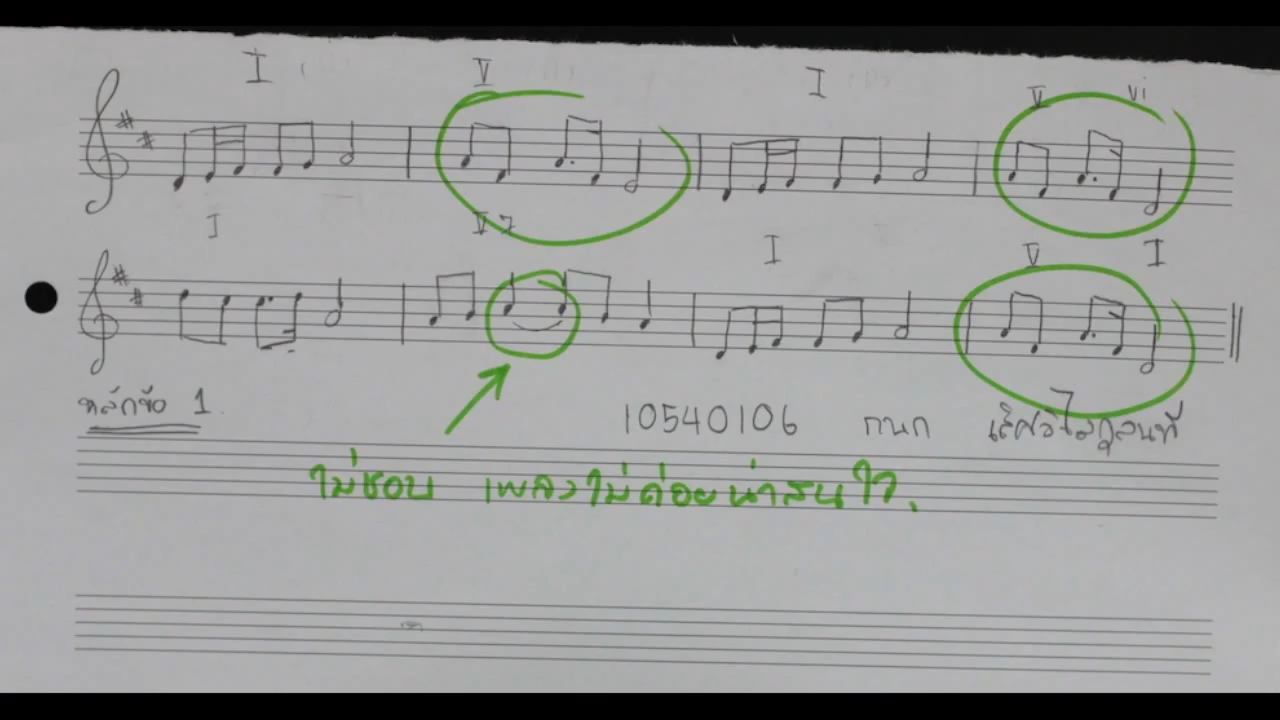 I V I V vi
I V7 I V I
หลักข้อ 1
10540106 กนก
ไม่ชอบ เพลงไม่ค่อยน่าสนใจ.